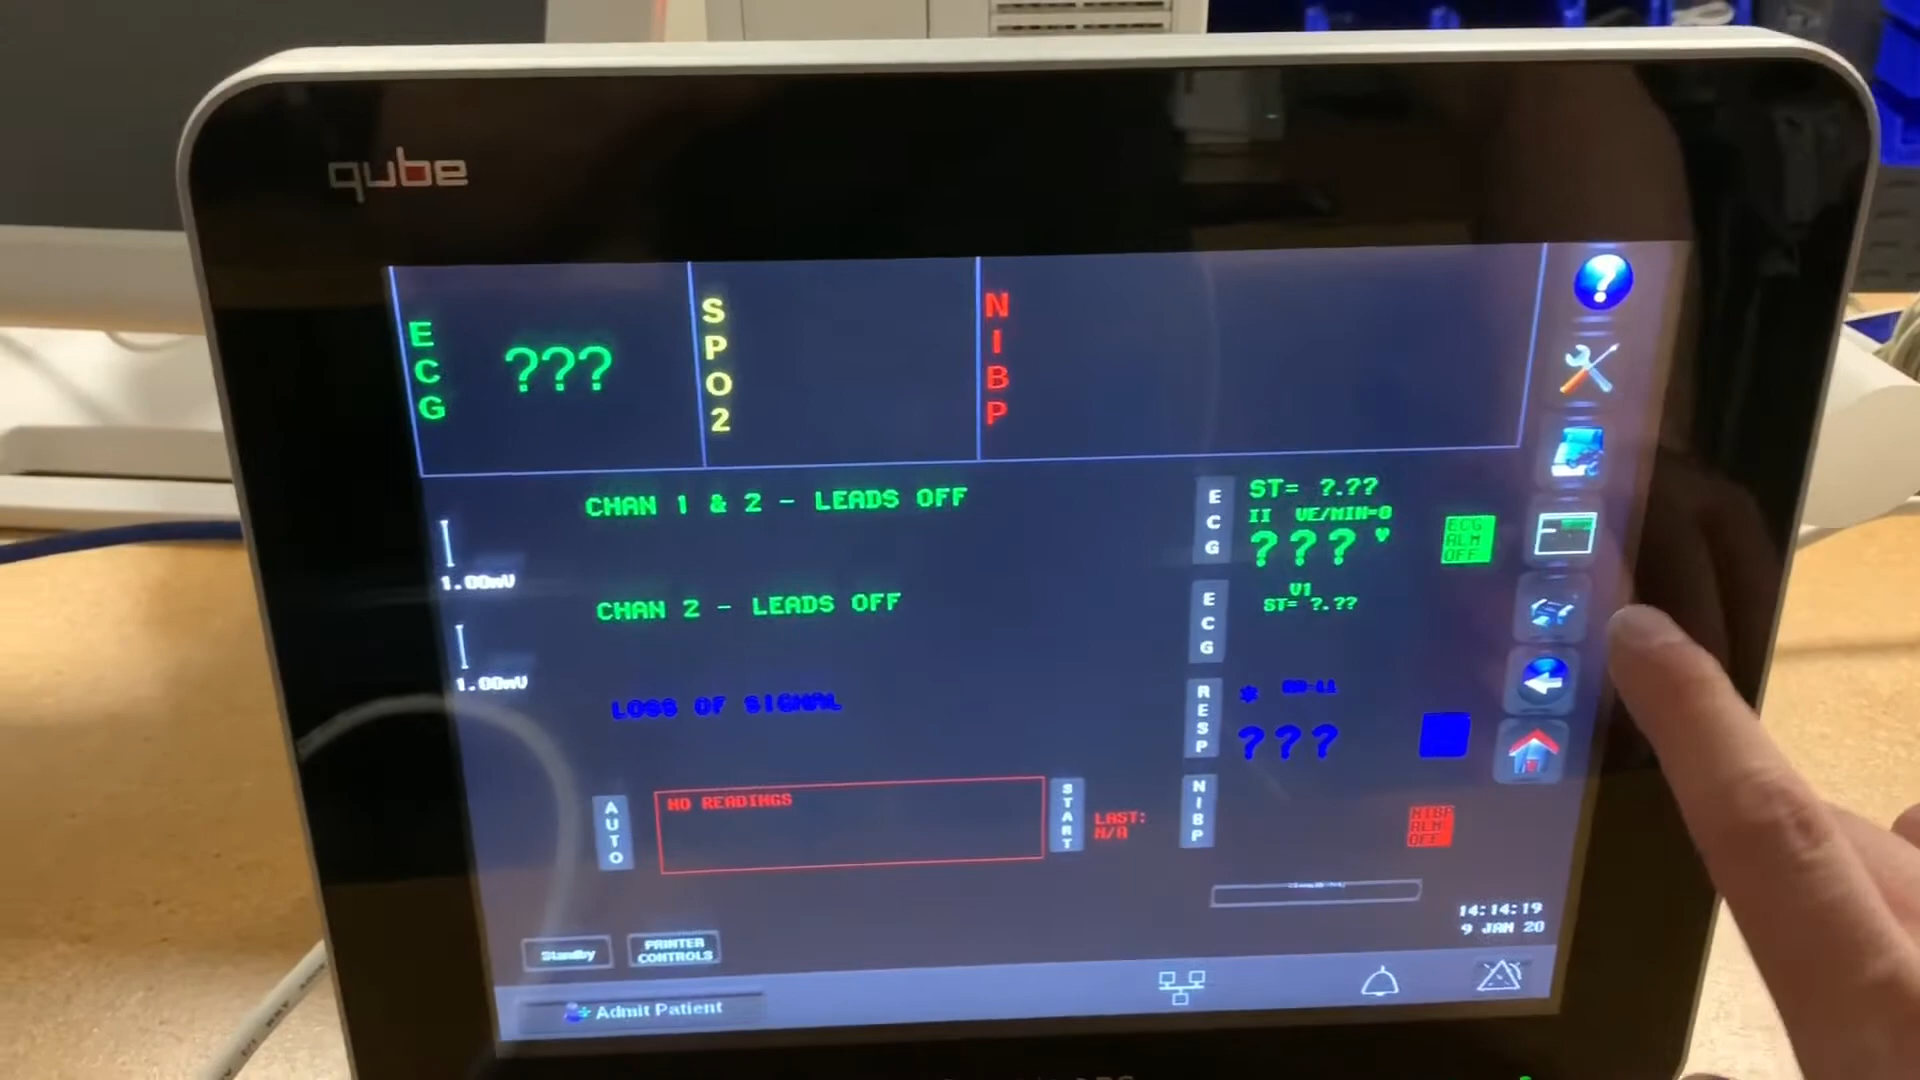 qube
ECG
???
SPO2
NIBP
CHAN 1 & 2 - LEADS OFF
1.00mV
ECG
ST= ?.??
II VE/MIN=0
???
ECG
ALM
OFF
CHAN 2 - LEADS OFF
1.00mV
ECG
V1
ST= ?.??
LOSS OF SIGNAL
RESP
*
???
AUTO
NO READINGS
START
LAST:
N/A
NIBP
NIBP
ALM
OFF
14:14:19
9 JAN 20
Standby
PRINTER
CONTROLS
Admit Patient